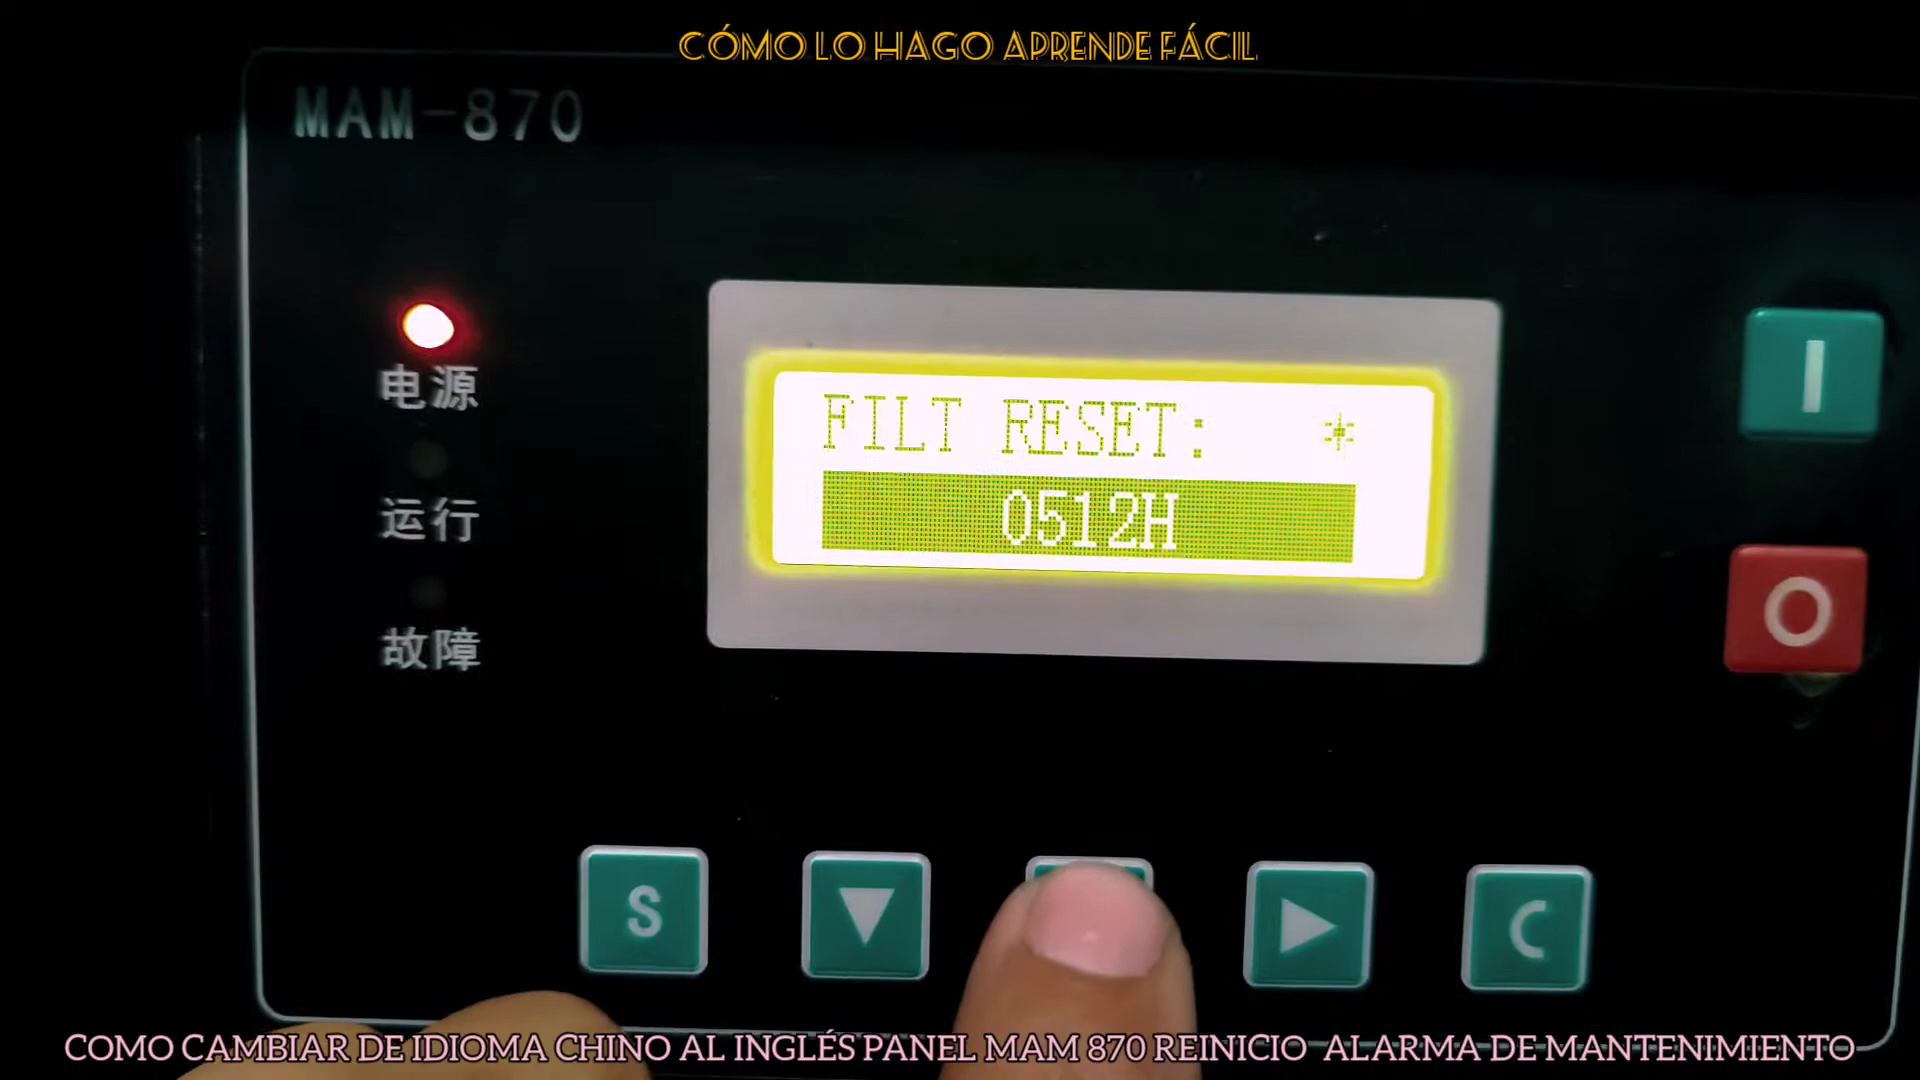 CÓMO LO HAGO APRENDE FÁCIL
MAM-870
电源
运行
故障
FILT RESET: *
0512H
I
O
S
C
COMO CAMBIAR DE IDIOMA CHINO AL INGLÉS PANEL MAM 870 REINICIO ALARMA DE MANTENIMIENTO